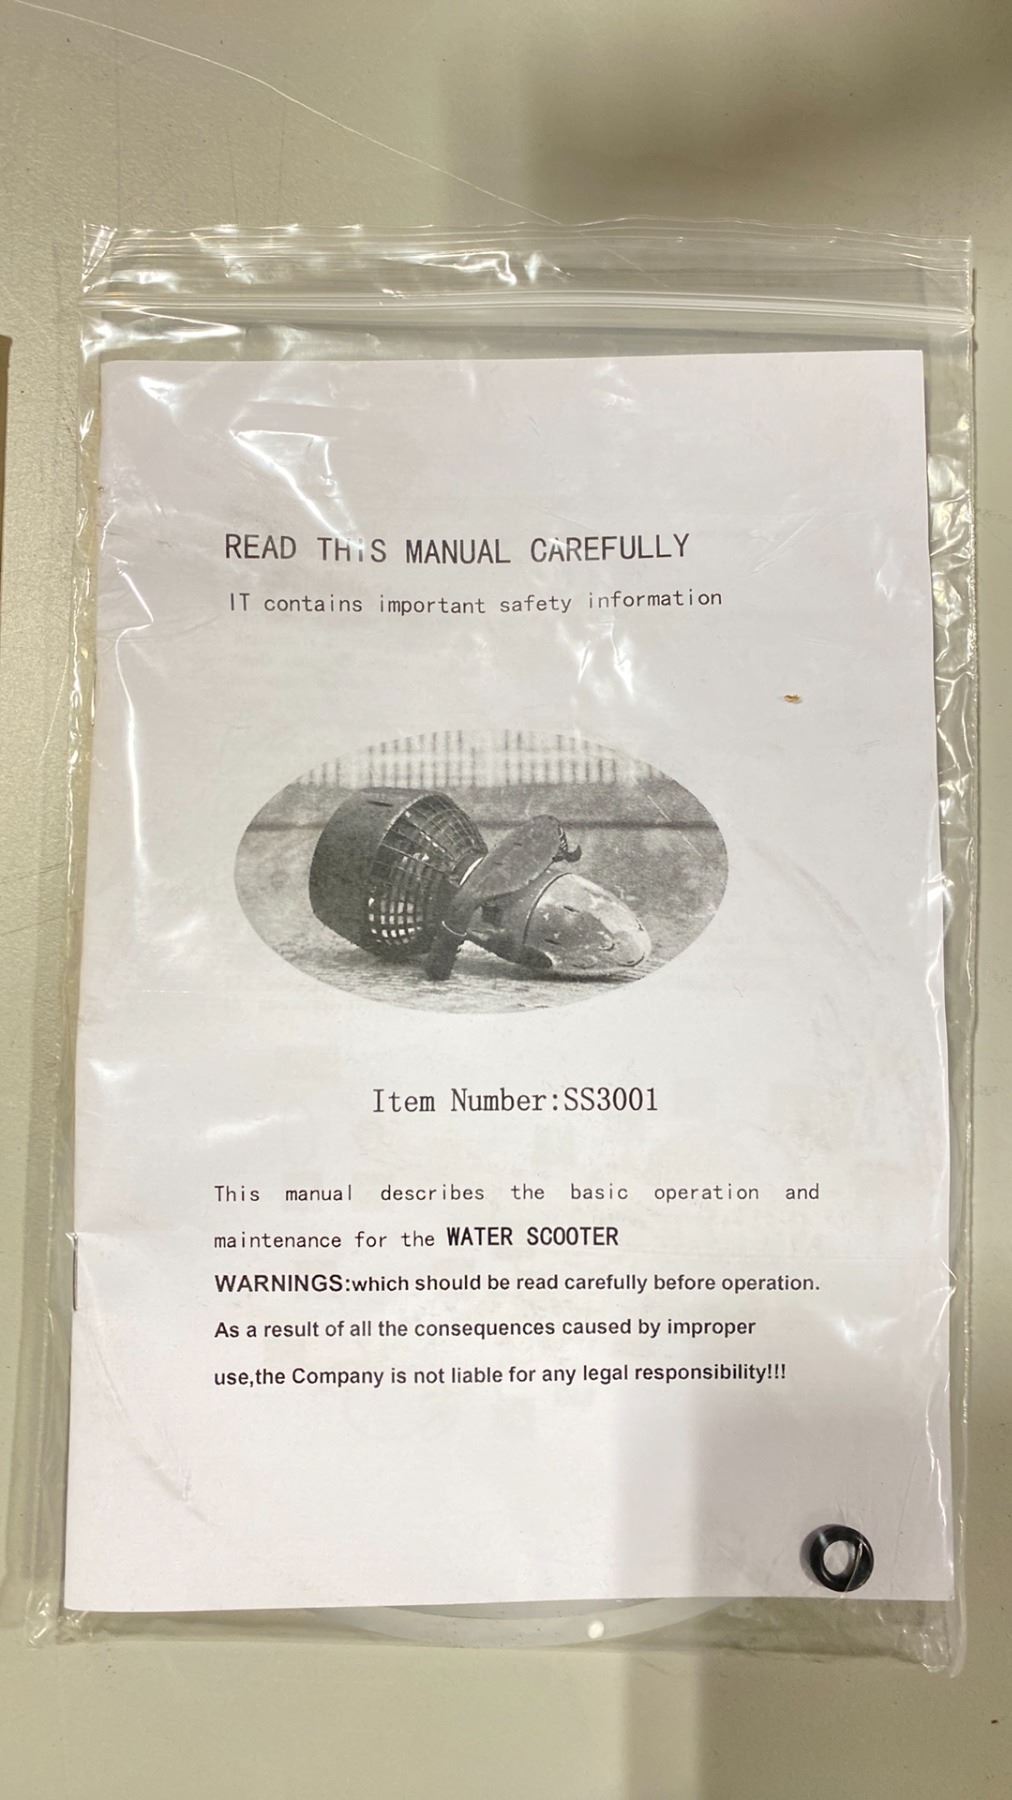 READ THIS MANUAL CAREFULLY
IT contains important safety information
Item Number:SS3001
This manual describes the basic operation and
maintenance for the WATER SCOOTER
WARNINGS:which should be read carefully before operation.
As a result of all the consequences caused by improper
use,the Company is not liable for any legal responsibility!!!